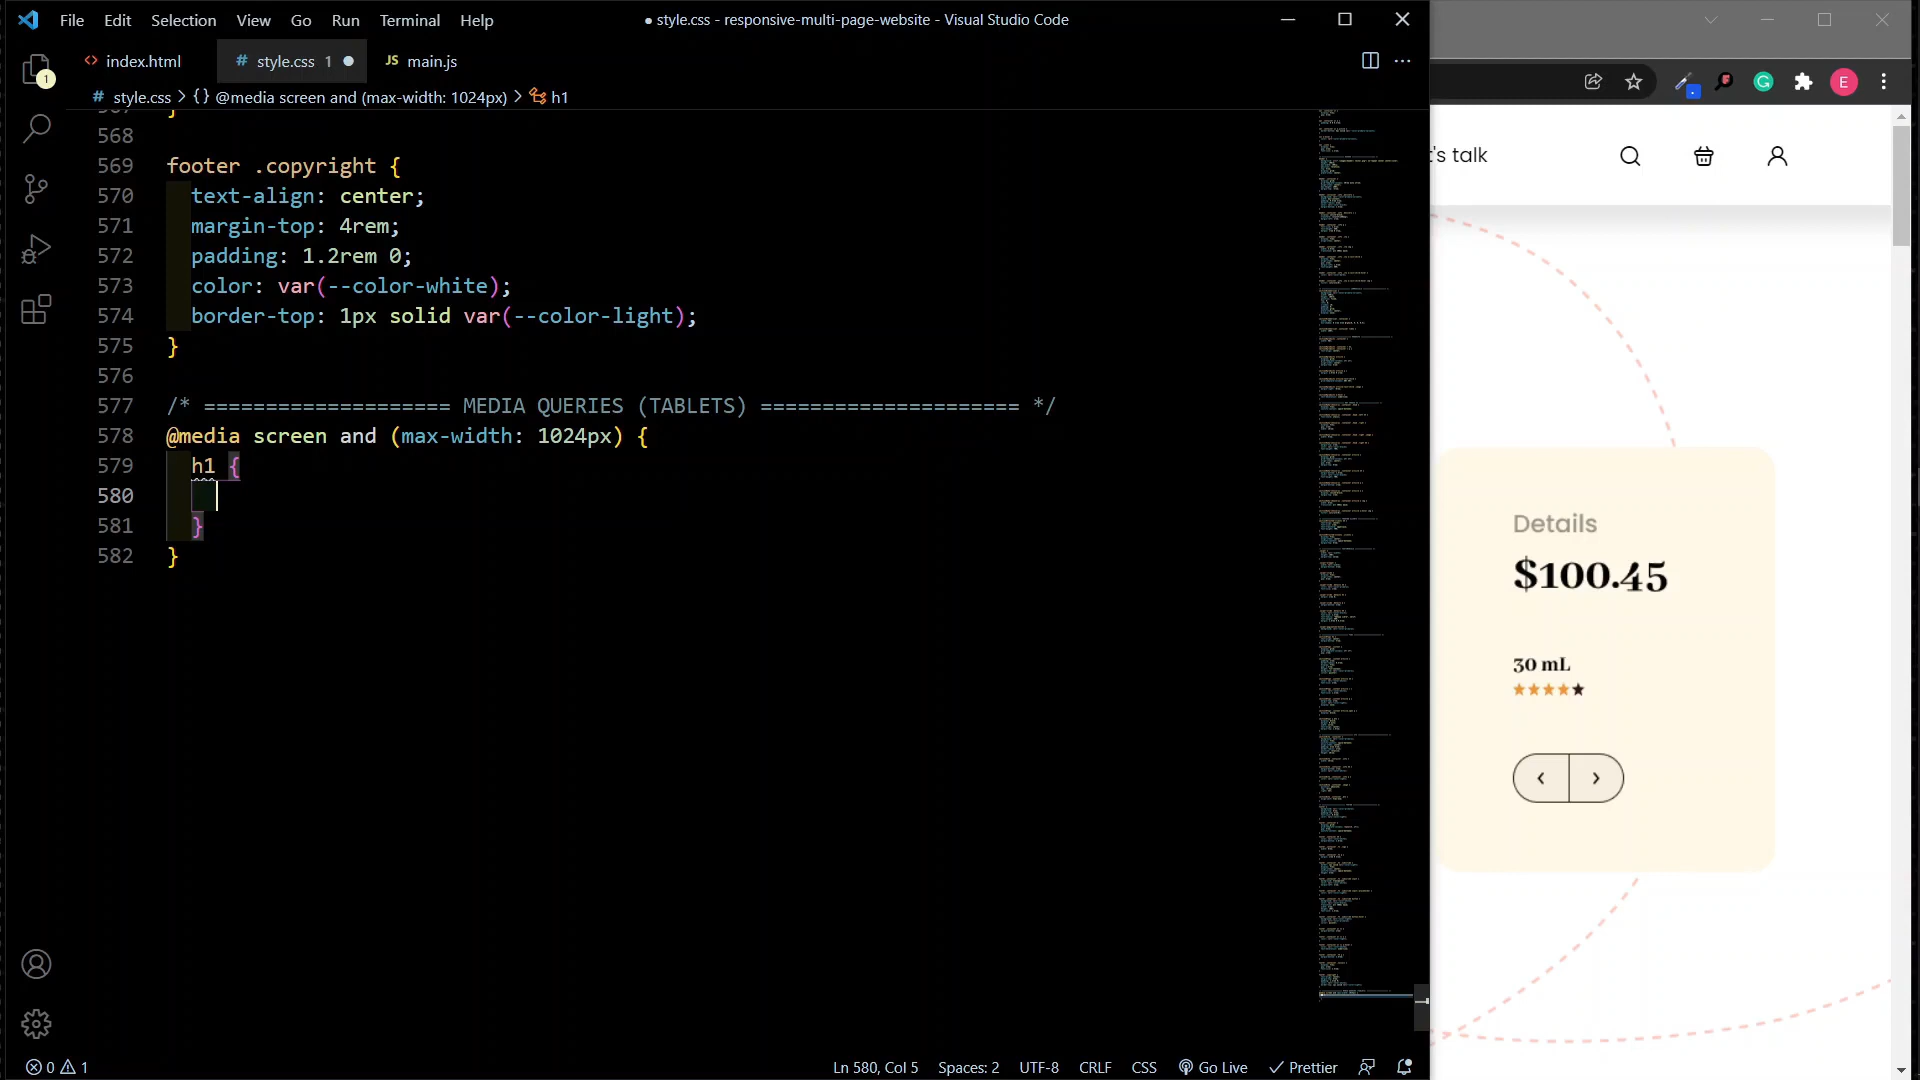 File Edit Selection View Go Run Terminal Help
● style.css - responsive-multi-page-website - Visual Studio Code
<> index.html
# style.css 1 ●
JS main.js
# style.css > {} @media screen and (max-width: 1024px) > h1
568
569 footer .copyright {
570 text-align: center;
571 margin-top: 4rem;
572 padding: 1.2rem 0;
573 color: var(--color-white);
574 border-top: 1px solid var(--color-light);
575 }
576
577 /* ==================== MEDIA QUERIES (TABLETS) ===================== */
578 @media screen and (max-width: 1024px) {
579 h1 {
580
581 }
582 }
1
0 1
Ln 580, Col 5 Spaces: 2 UTF-8 CRLF CSS Go Live Prettier
E
t's talk
Details
$100.45
30 mL